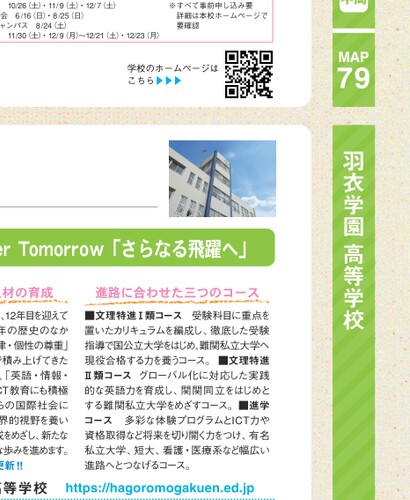 10/26（土）・11/9（土）・12/7（土）
会　6/16（日）・8/25（日）
ャンパス　8/24（土）
11/30（土）・12/9（月）〜12/21（土）・12/23（月）
※すべて事前申し込み要
詳細は本校ホームページで
要確認
学校のホームページは
こちら▶▶▶
MAP
79
羽衣学園 高等学校
er Tomorrow「さらなる飛躍へ」
人材の育成
、12年目を迎えて
年の歴史のなか
律・個性の尊重」
で積み上げてきた
、「英語・情報・
CT教育にも積極
らの国際社会に
界的視野を養い
成をめざし、新たな
な歩みを進めます。
更新!!
進路に合わせた三つのコース
■文理特進Ⅰ類コース　受験科目に重点を
置いたカリキュラムを編成し、徹底した受験
指導で国公立大学をはじめ、難関私立大学へ
現役合格する力を養うコース。■文理特進
Ⅱ類コース　グローバル化に対応した実践
的な英語力を育成し、関関同立をはじめと
する難関私立大学をめざすコース。■進学
コース　多彩な体験プログラムとICT力や
資格取得など将来を切り開く力をつけ、有名
私立大学、短大、看護・医療系など幅広い
進路へとつなげるコース。
高等学校　https://hagoromogakuen.ed.jp